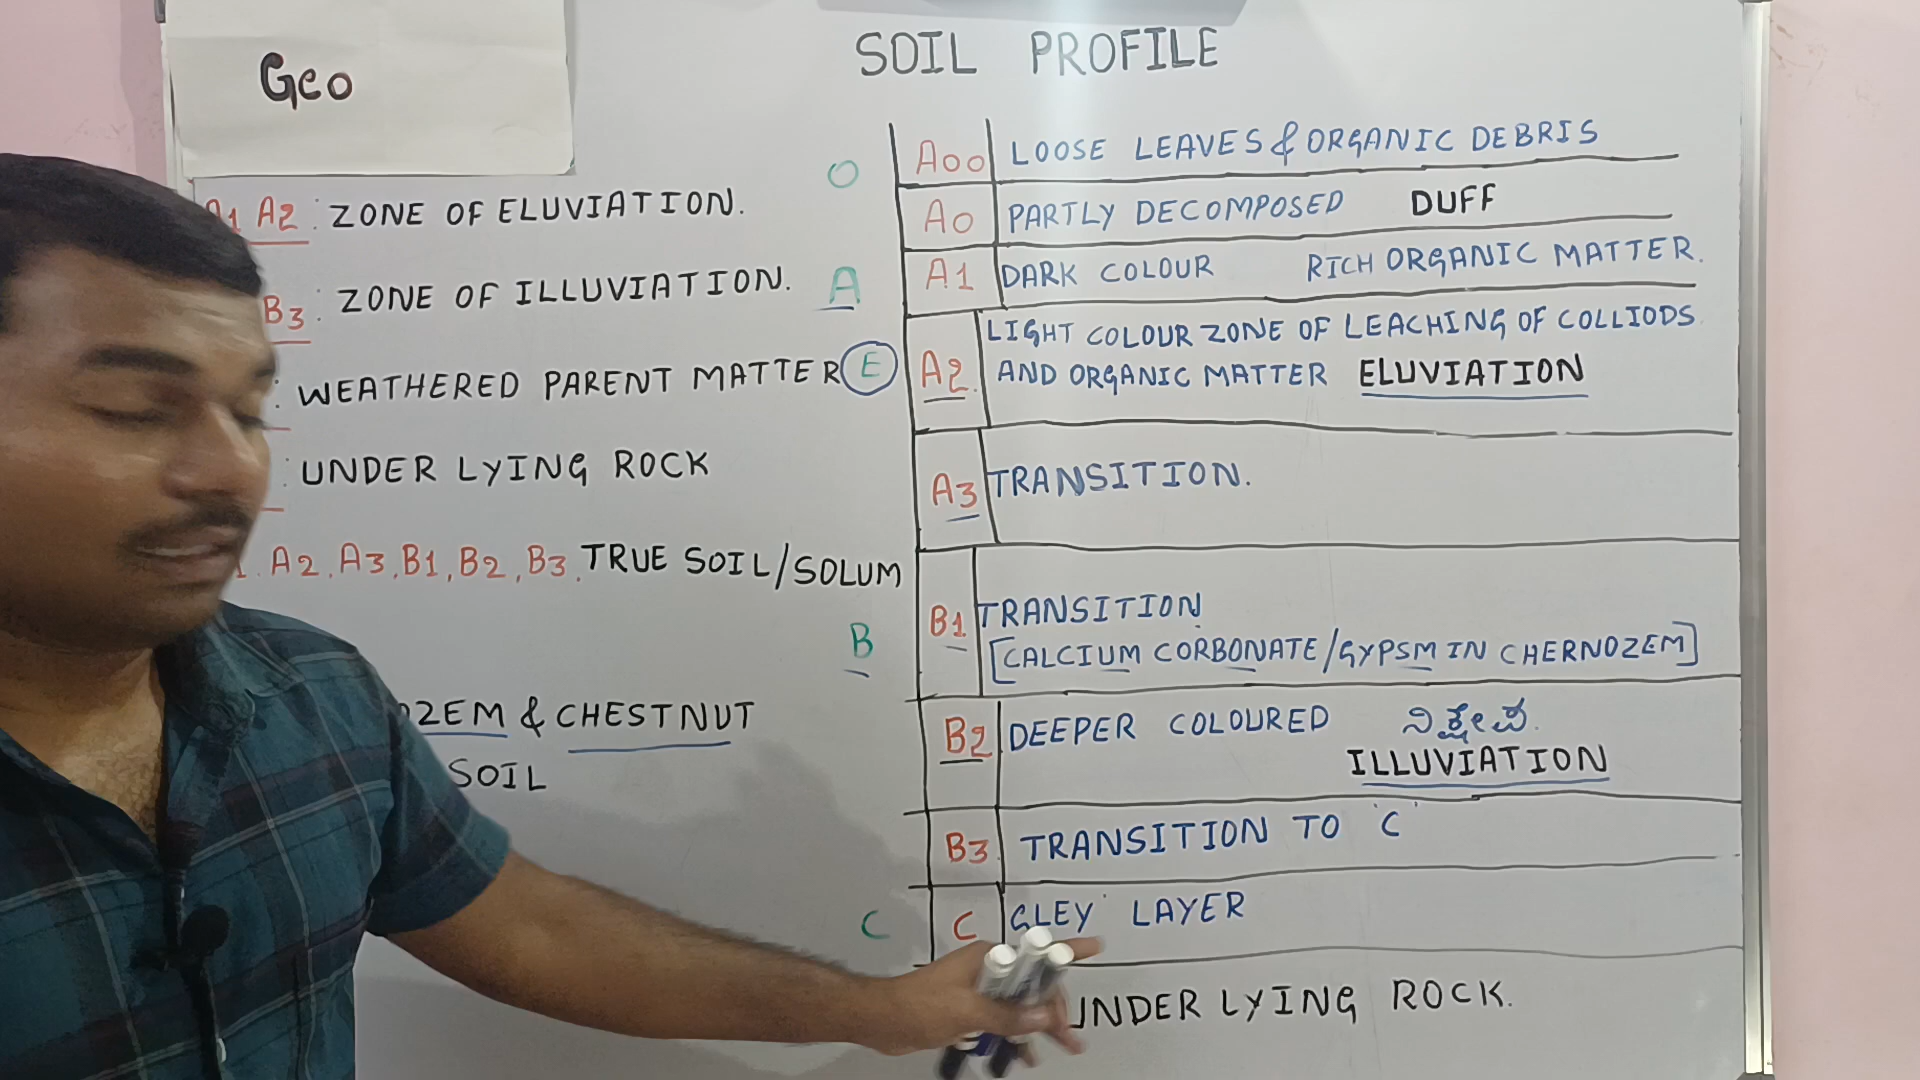 Geo
SOIL PROFILE
A1 A2 : ZONE OF ELUVIATION.
B3 : ZONE OF ILLUVIATION.
: WEATHERED PARENT MATTER
: UNDER LYING ROCK
A2, A3, B1, B2, B3. TRUE SOIL/SOLUM
ZEM & CHESTNUT
SOIL
O
A
E
B
C
A00 LOOSE LEAVES & ORGANIC DEBRIS
A0 PARTLY DECOMPOSED DUFF
A1 DARK COLOUR RICH ORGANIC MATTER.
A2. LIGHT COLOUR ZONE OF LEACHING OF COLLIODS
AND ORGANIC MATTER ELUVIATION
A3 TRANSITION.
B1 TRANSITION
[CALCIUM CORBONATE/GYPSM IN CHERNOZEM]
B2 DEEPER COLOURED ನಿಕ್ಷೇಪ.
ILLUVIATION
B3 TRANSITION TO 'C'
C GLEY LAYER
UNDER LYING ROCK.